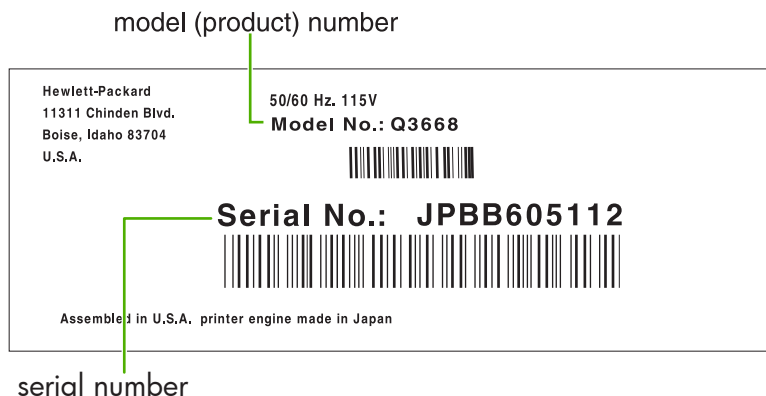 model (product) number
Hewlett-Packard
11311 Chinden Blvd.
Boise, Idaho 83704
U.S.A.
50/60 Hz. 115V
Model No.: Q3668
Serial No.: JPBB605112
Assembled in U.S.A. printer engine made in Japan
serial number